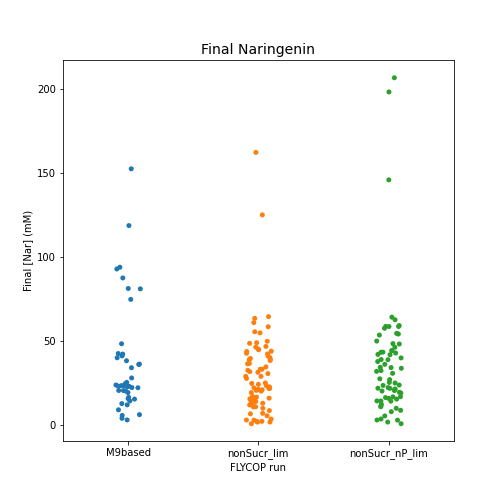 Final Naringenin
Final [Nar] (mM)
200
150
100
50
0
M9based
nonSucr_lim
nonSucr_nP_lim
FLYCOP run